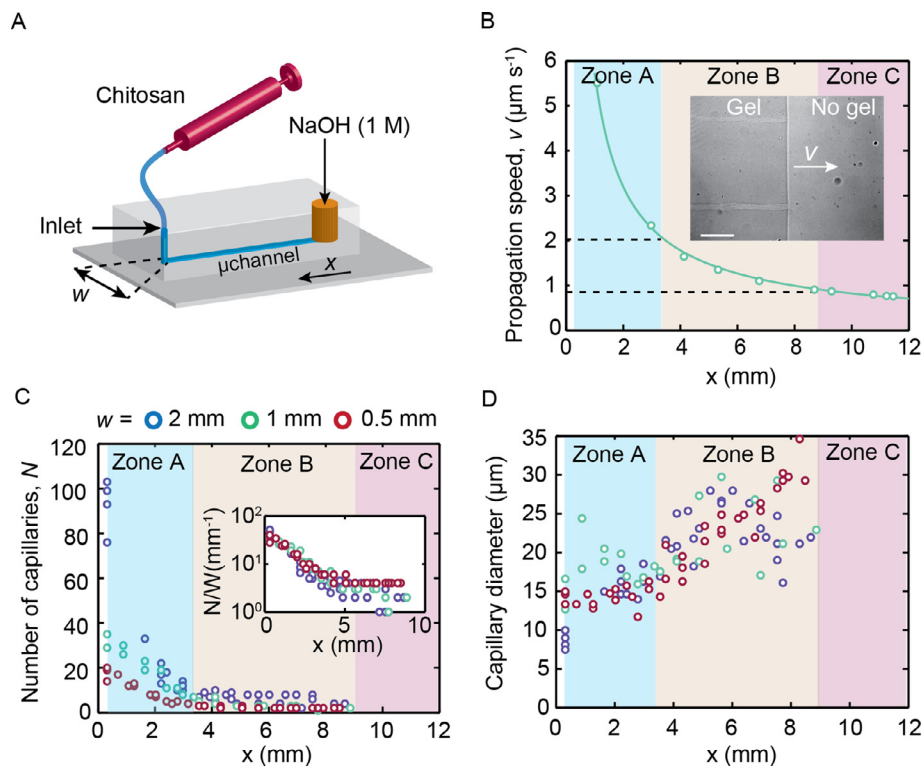 A
Chitosan
NaOH (1 M)
Inlet
µchannel
x
w
B
Propagation speed, v (µm s⁻¹)
6
5
4
3
2
1
0
Zone A
Zone B
Zone C
Gel
No gel
v
0 2 4 6 8 10 12
x (mm)
C
w = 2 mm 1 mm 0.5 mm
Number of capillaries, N
120
100
80
60
40
20
0
Zone A
Zone B
Zone C
N/W (mm⁻¹)
10²
10¹
10⁰
0 5 10
x (mm)
0 2 4 6 8 10 12
x (mm)
D
Capillary diameter (µm)
35
30
25
20
15
10
5
0
Zone A
Zone B
Zone C
0 2 4 6 8 10 12
x (mm)